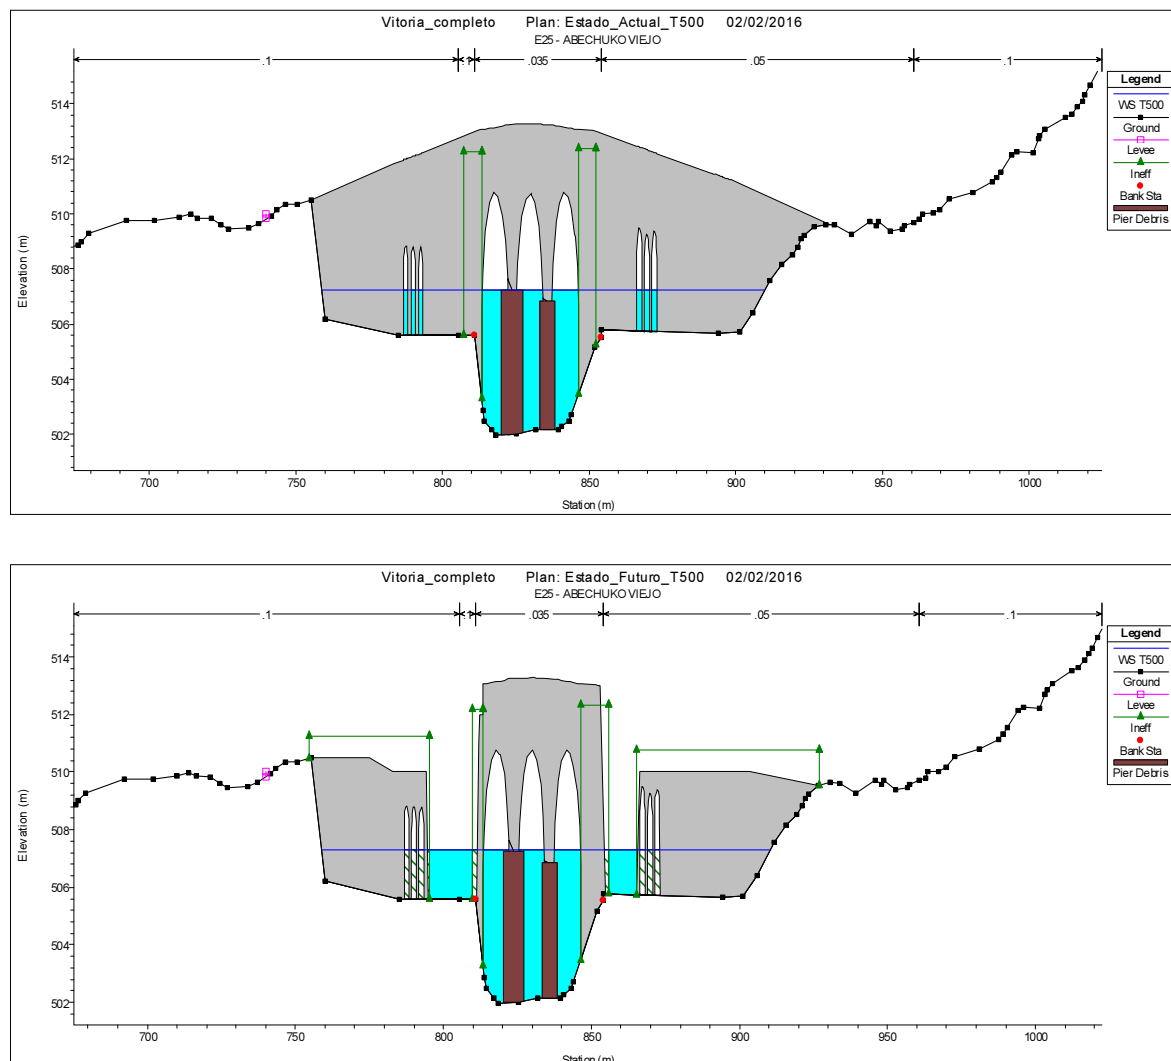 Vitoria_completo Plan: Estado_Actual_T500 02/02/2016
E25 - ABECHUKO VIEJO
.1 .1 .035 .05 .1
Legend
WS T500
Ground
Levee
Ineff
Bank Sta
Pier Debris
514
512
510
508
506
504
502
Elevation (m)
700 750 800 850 900 950 1000
Station (m)
Vitoria_completo Plan: Estado_Futuro_T500 02/02/2016
E25 - ABECHUKO VIEJO
.1 .1 .035 .05 .1
Legend
WS T500
Ground
Levee
Ineff
Bank Sta
Pier Debris
514
512
510
508
506
504
502
Elevation (m)
700 750 800 850 900 950 1000
Station (m)